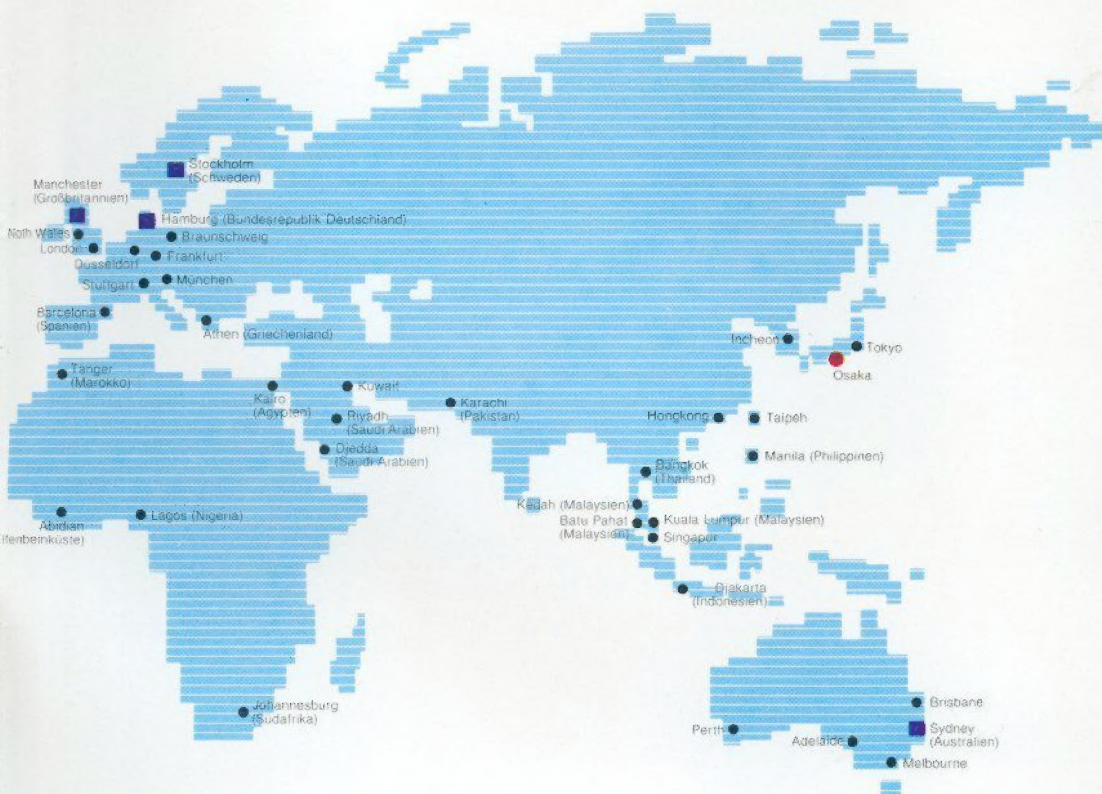 Stockholm
(Schweden)
Manchester
(Großbritannien)
Hamburg (Bundesrepublik Deutschland)
Noth Wales
Braunschweig
London
Düsseldorf
Frankfurt
Stuttgart
München
Barcelona
(Spanien)
Athen (Griechenland)
Incheon
Tokyo
Osaka
Tanger
(Marokko)
Kairo
(Ägypten)
Kuwait
Karachi
(Pakistan)
Riyadh
(Saudi Arabien)
Hongkong
Taipeh
Djedda
(Saudi Arabien)
Manila (Philippinen)
Bangkok
(Thailand)
Kedah (Malaysien)
Abidjan
ifenbeinküste)
Lagos (Nigeria)
Batu Pahat
(Malaysien)
Kuala Lumpur (Malaysien)
Singapur
Djakarta
(Indonesien)
Johannesburg
(Südafrika)
Brisbane
Perth
Sydney
(Australien)
Adelaide
Melbourne